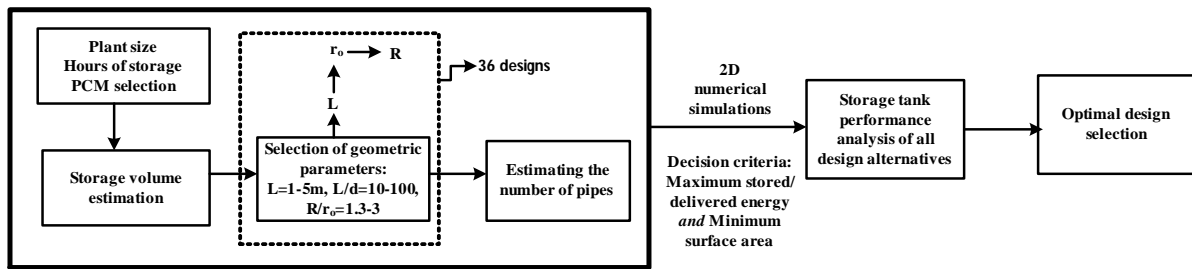 Plant size
Hours of storage
PCM selection
Storage volume
estimation
rₒ
R
L
36 designs
Selection of geometric
parameters:
L=1-5m, L/d=10-100,
R/rₒ=1.3-3
Estimating the
number of pipes
2D
numerical
simulations
Decision criteria:
Maximum stored/
delivered energy
and Minimum
surface area
Storage tank
performance
analysis of all
design alternatives
Optimal design
selection